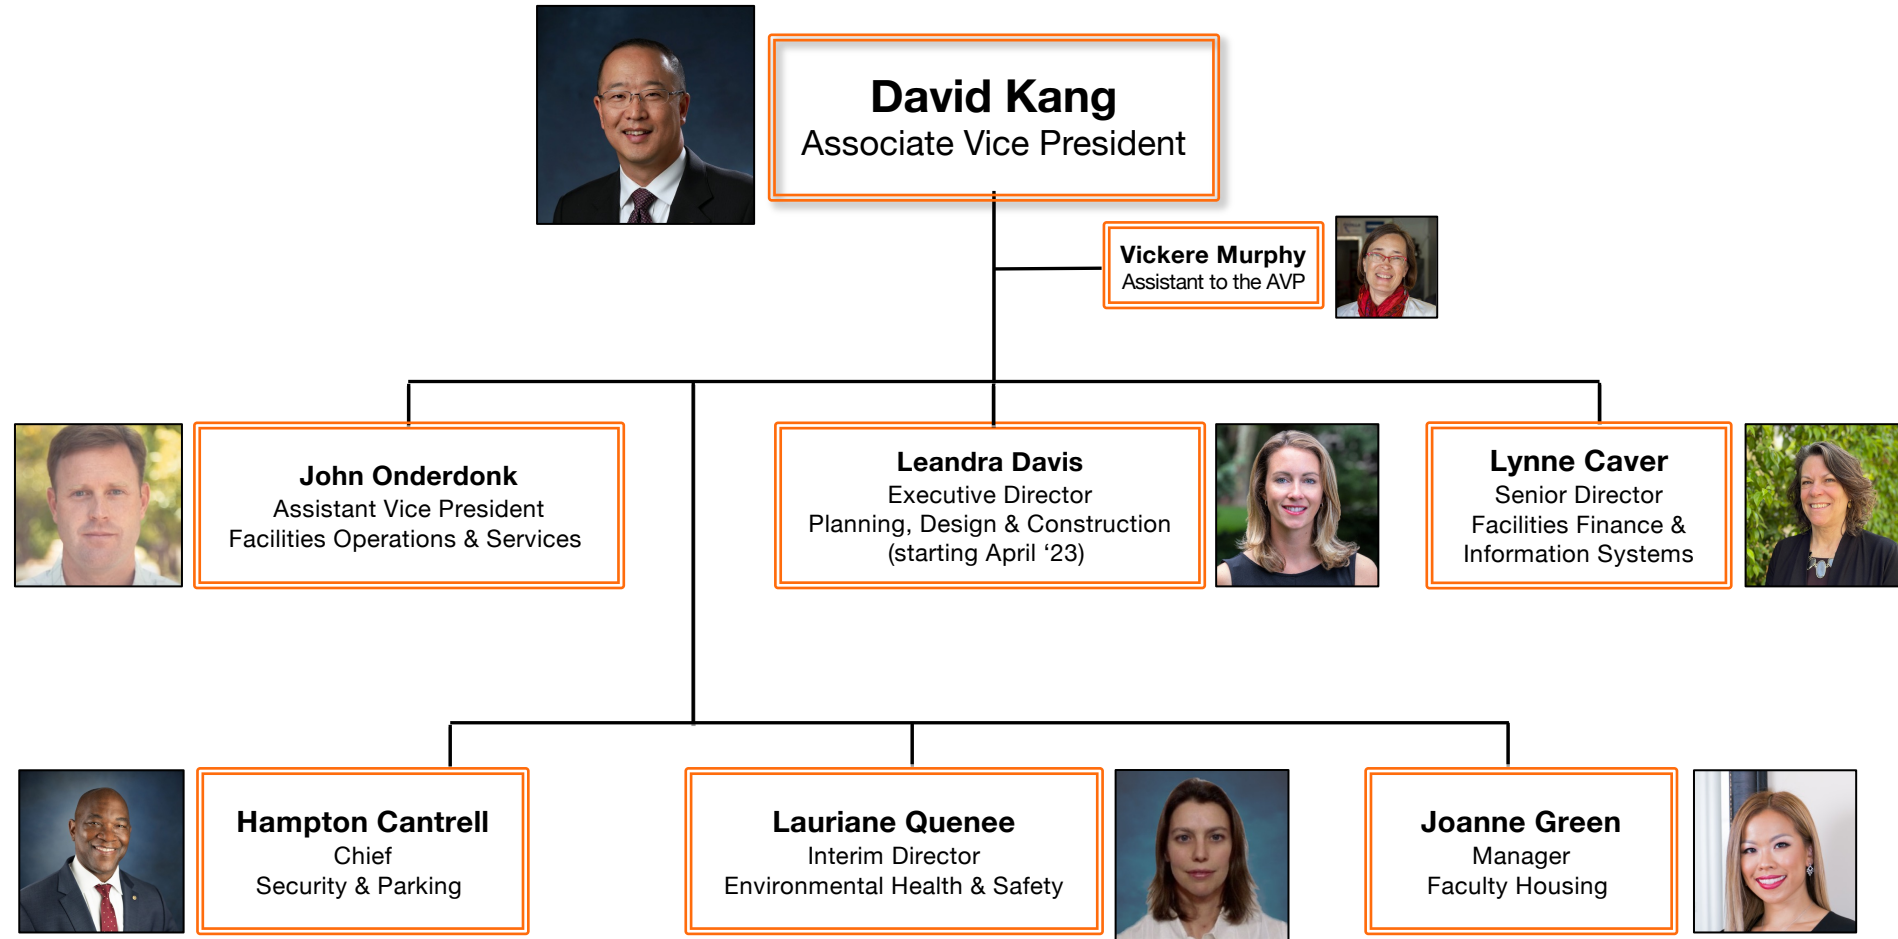 David Kang
Associate Vice President
Vickere Murphy
Assistant to the AVP
John Onderdonk
Assistant Vice President
Facilities Operations & Services
Leandra Davis
Executive Director
Planning, Design & Construction
(starting April ‘23)
Lynne Caver
Senior Director
Facilities Finance &
Information Systems
Hampton Cantrell
Chief
Security & Parking
Lauriane Quenee
Interim Director
Environmental Health & Safety
Joanne Green
Manager
Faculty Housing